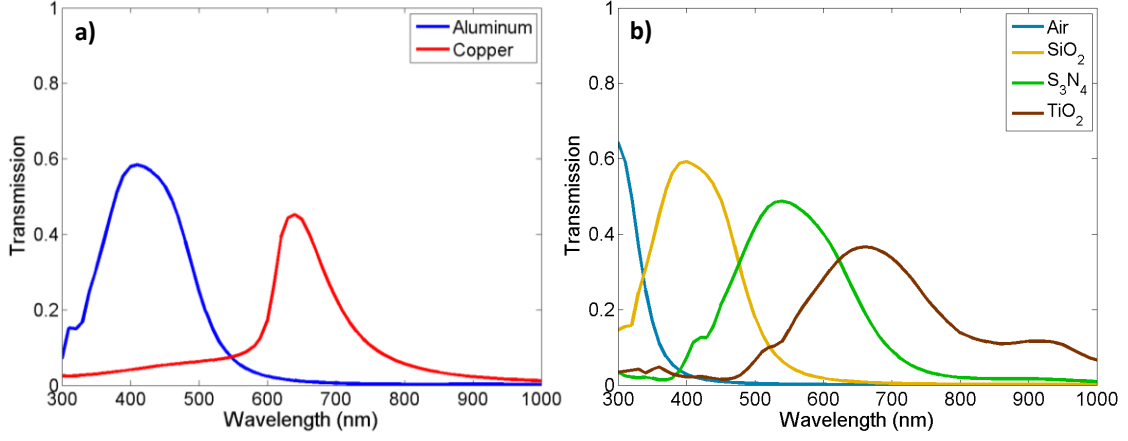 a)
Aluminum
Copper
1
0.8
0.6
0.4
0.2
0
Transmission
300 400 500 600 700 800 900 1000
Wavelength (nm)
b)
Air
SiO2
S3N4
TiO2
1
0.8
0.6
0.4
0.2
0
Transmission
300 400 500 600 700 800 900 1000
Wavelength (nm)